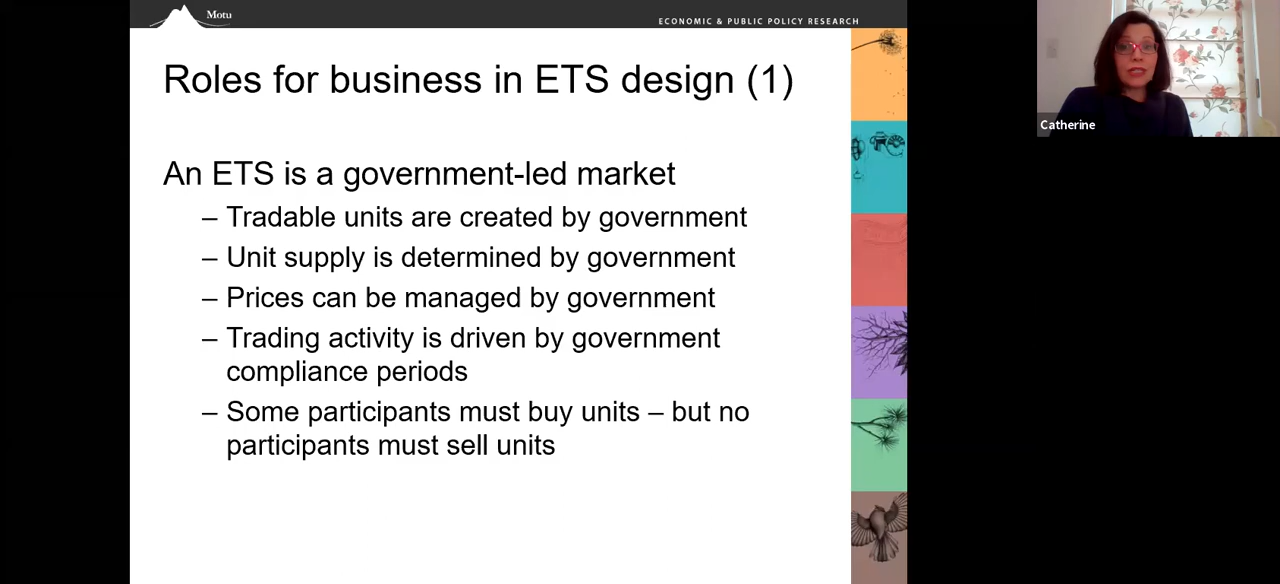 Motu
ECONOMIC & PUBLIC POLICY RESEARCH
Roles for business in ETS design (1)
An ETS is a government-led market
– Tradable units are created by government
– Unit supply is determined by government
– Prices can be managed by government
– Trading activity is driven by government
compliance periods
– Some participants must buy units – but no
participants must sell units
Catherine